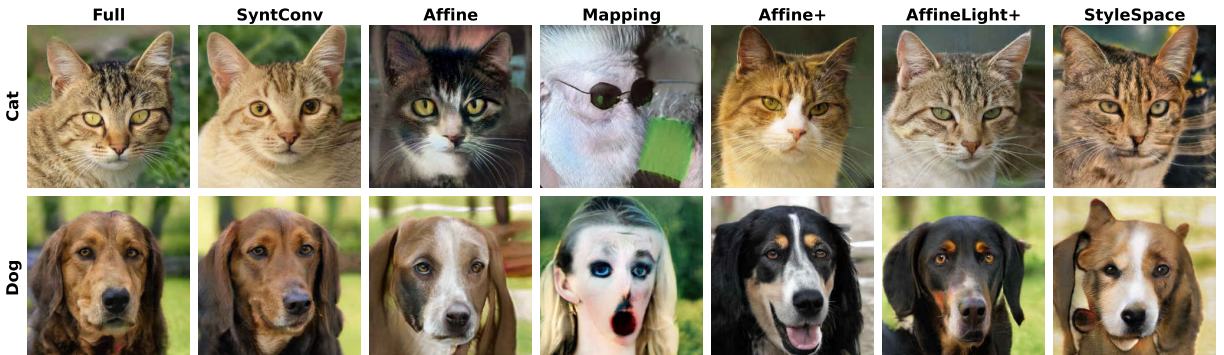 Full SyntConv Affine Mapping Affine+ AffineLight+ StyleSpace
Cat
Dog